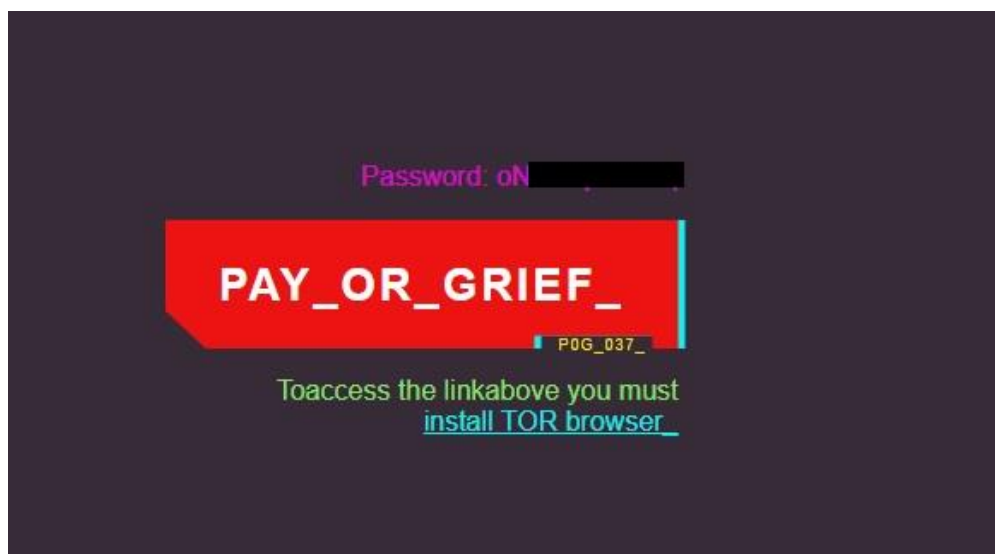 Password: oN
PAY_OR_GRIEF_
P0G_037_
Toaccess the linkabove you must
install TOR browser_